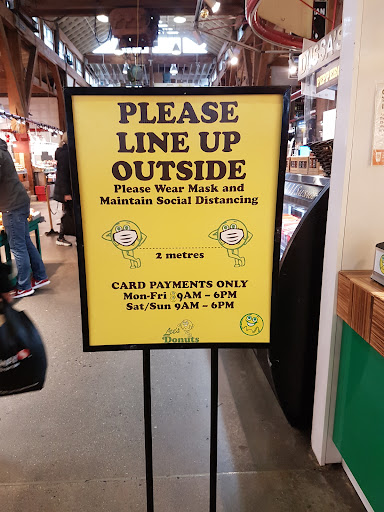 PLEASE
LINE UP
OUTSIDE
Please Wear Mask and
Maintain Social Distancing
2 metres
CARD PAYMENTS ONLY
Mon-Fri 9AM – 6PM
Sat/Sun 9AM – 6PM
Lee's
Donuts